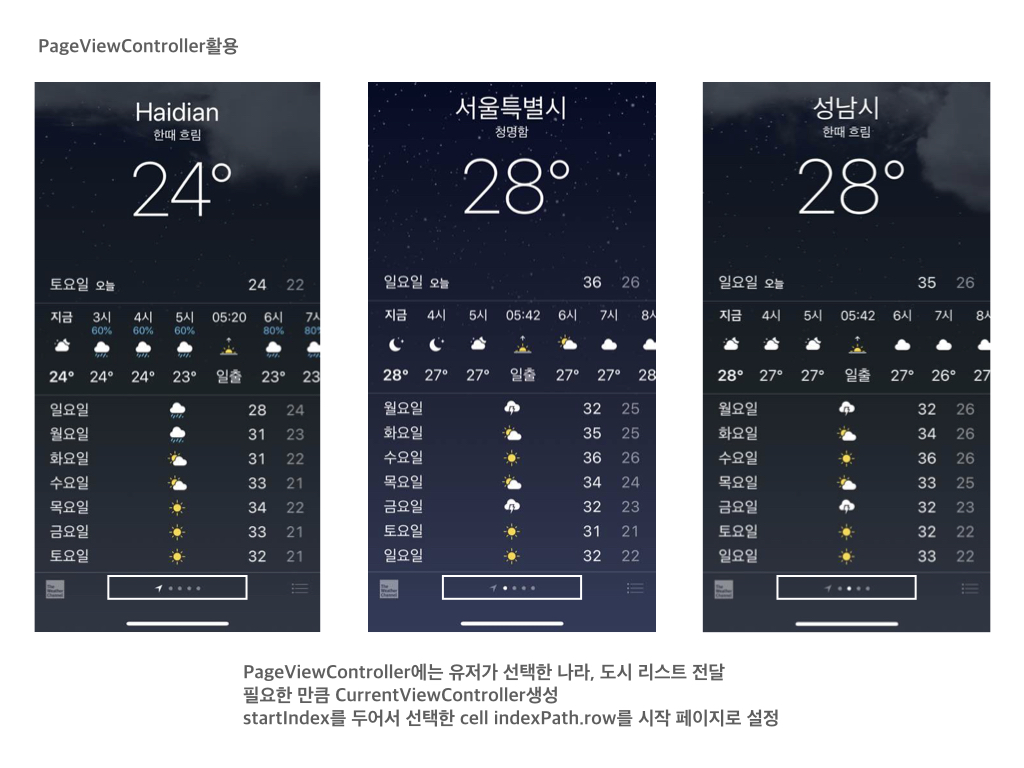 PageViewController활용
Haidian
한때 흐림
24°
토요일 오늘 24 22
지금 3시 4시 5시 05:20 6시 7시
60% 60% 60% 80% 80%
24° 24° 24° 23° 일출 23° 23
일요일 28 24
월요일 31 23
화요일 31 22
수요일 33 21
목요일 34 22
금요일 33 21
토요일 32 21
서울특별시
청명함
28°
일요일 오늘 36 26
지금 4시 5시 05:42 6시 7시 8시
28° 27° 27° 일출 27° 27° 28
월요일 32 25
화요일 35 25
수요일 36 26
목요일 34 24
금요일 32 23
토요일 31 21
일요일 32 22
성남시
한때 흐림
28°
일요일 오늘 35 26
지금 4시 5시 05:42 6시 7시 8시
28° 27° 27° 일출 27° 26° 27
월요일 32 26
화요일 34 26
수요일 36 26
목요일 33 25
금요일 32 23
토요일 32 22
일요일 33 22
PageViewController에는 유저가 선택한 나라, 도시 리스트 전달
필요한 만큼 CurrentViewController생성
startIndex를 두어서 선택한 cell indexPath.row를 시작 페이지로 설정